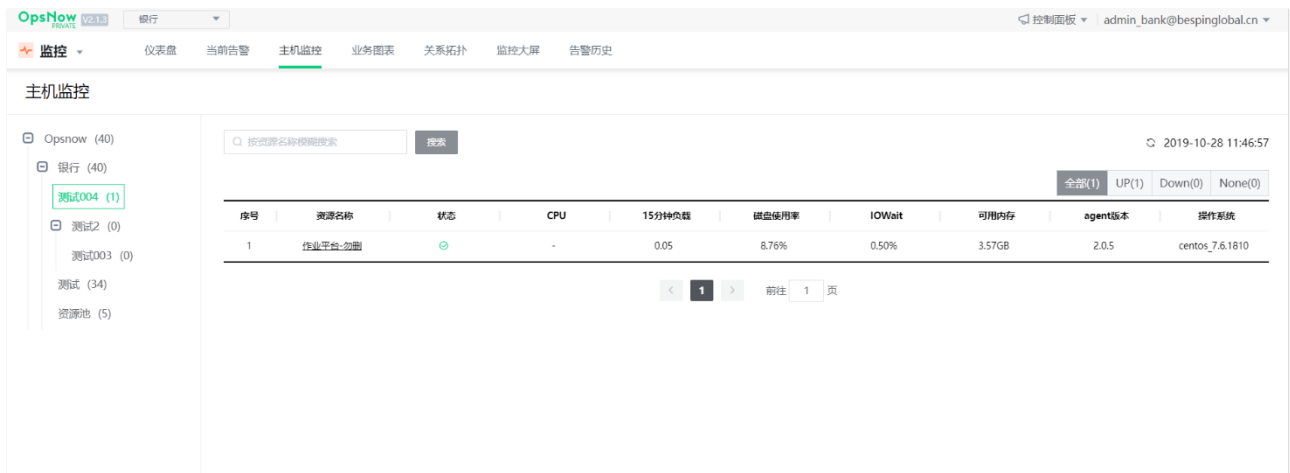 OpsNow PRIVATE V2.1.3 银行 控制面板 admin_bank@bespinglobal.cn
监控 仪表盘 当前告警 主机监控 业务图表 关系拓扑 监控大屏 告警历史
主机监控
Opsnow (40)
银行 (40)
测试004 (1)
测试2 (0)
测试003 (0)
测试 (34)
资源池 (5)
按资源名称模糊搜索 搜索 2019-10-28 11:46:57
全部(1) UP(1) Down(0) None(0)
序号 资源名称 状态 CPU 15分钟负载 磁盘使用率 IOWait 可用内存 agent版本 操作系统
1 作业平台-勿删 - 0.05 8.76% 0.50% 3.57GB 2.0.5 centos_7.6.1810
< 1 > 前往 1 页